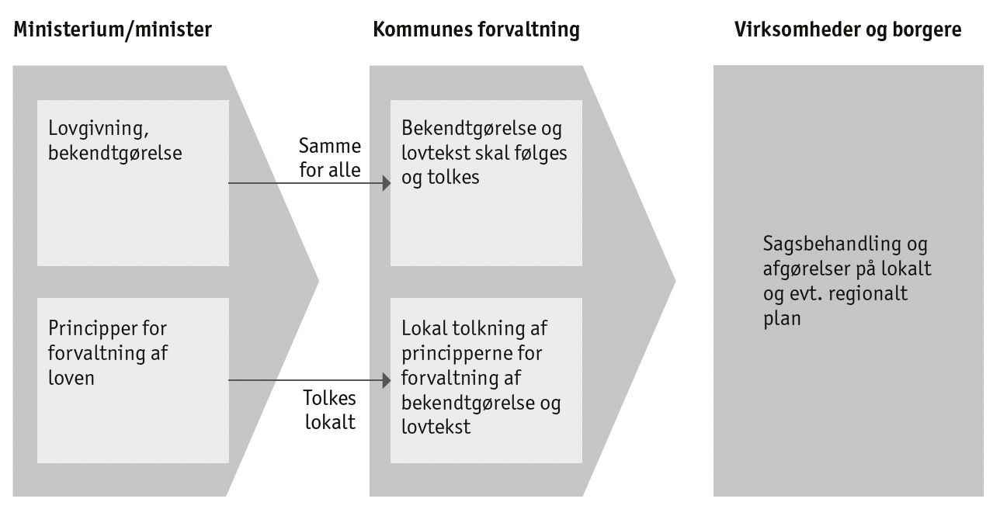 Ministerium/minister
Kommunes forvaltning
Virksomheder og borgere
Lovgivning,
bekendtgørelse
Samme
for alle
Bekendtgørelse og
lovtekst skal følges
og tolkes
Principper for
forvaltning af
loven
Tolkes
lokalt
Lokal tolkning af
principperne for
forvaltning af
bekendtgørelse og
lovtekst
Sagsbehandling og
afgørelser på lokalt
og evt. regionalt
plan